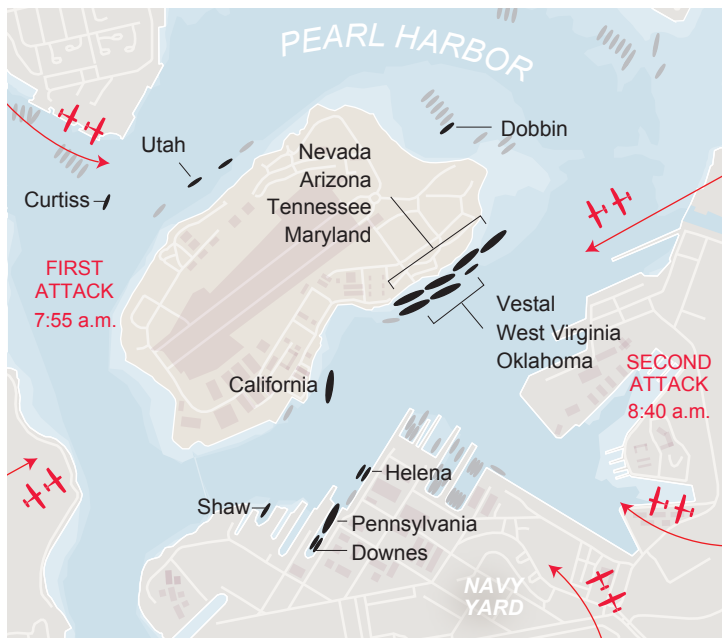 PEARL HARBOR
Dobbin
Utah
Nevada
Arizona
Tennessee
Maryland
Curtiss
FIRST
ATTACK
7:55 a.m.
Vestal
West Virginia
Oklahoma
SECOND
ATTACK
8:40 a.m.
California
Helena
Shaw
Pennsylvania
Downes
NAVY
YARD